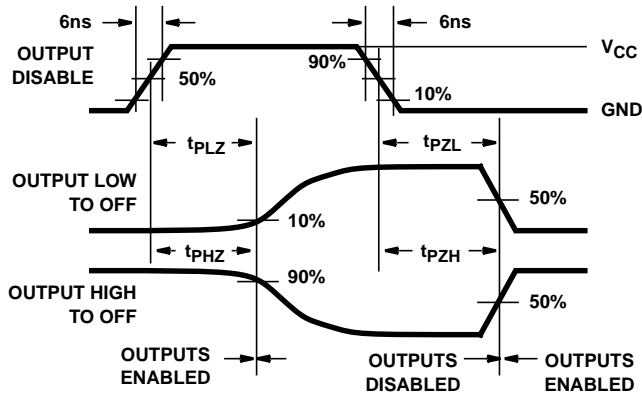 6ns
6ns
OUTPUT
DISABLE
50%
90%
10%
VCC
GND
tPLZ
tPZL
OUTPUT LOW
TO OFF
10%
50%
tPHZ
tPZH
OUTPUT HIGH
TO OFF
90%
50%
OUTPUTS
ENABLED
OUTPUTS
DISABLED
OUTPUTS
ENABLED